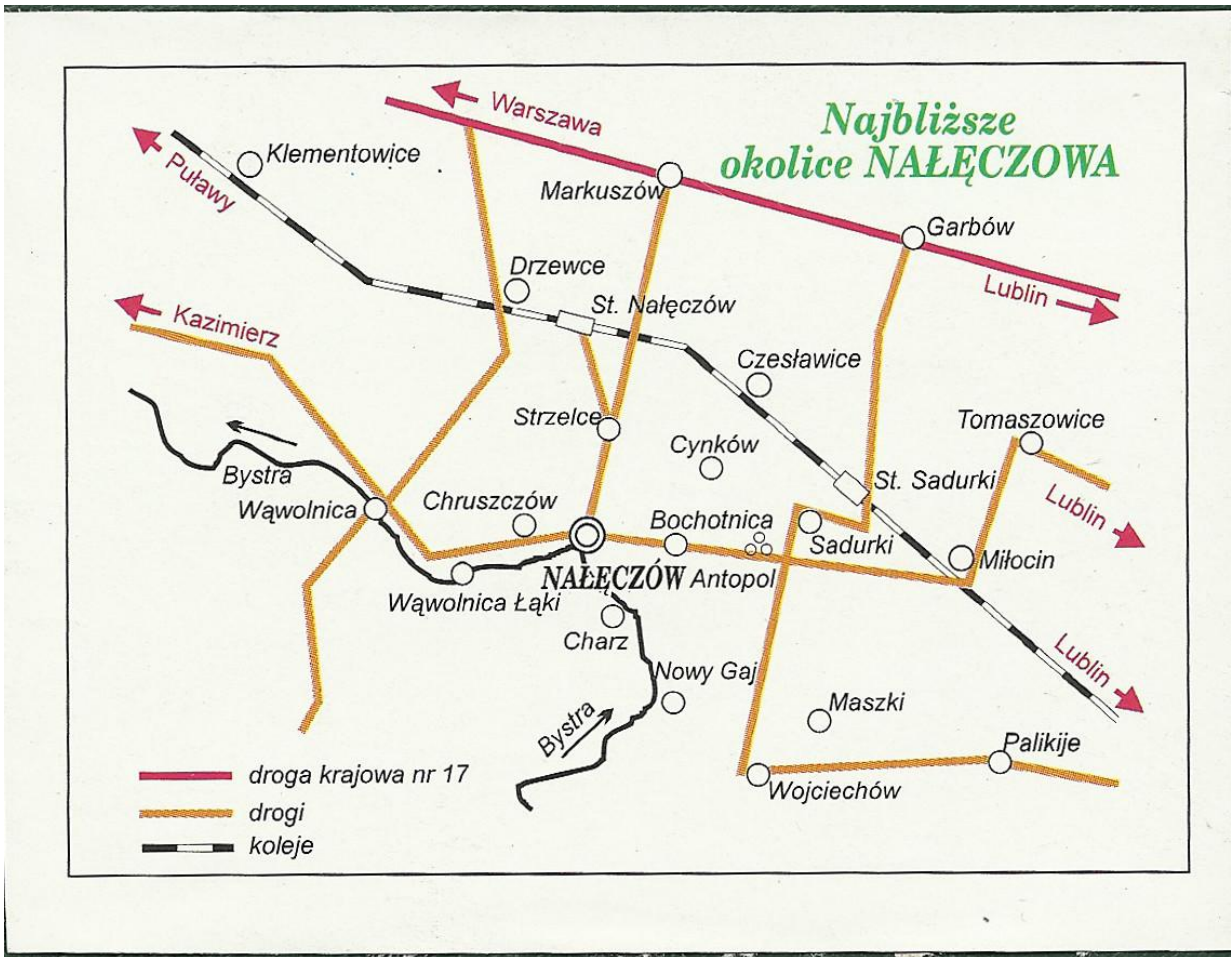 Najbliższe
okolice NAŁĘCZOWA
Warszawa
Klementowice
Puławy
Markuszów
Garbów
Drzewce
Lublin
St. Nałęczów
Kazimierz
Czesławice
Strzelce
Tomaszowice
Cynków
Bystra
St. Sadurki
Wąwolnica
Chruszczów
Bochotnica
Lublin
Sadurki
Miłocin
NAŁĘCZÓW
Antopol
Wąwolnica Łąki
Charz
Nowy Gaj
Lublin
Maszki
Bystra
Palikije
Wojciechów
droga krajowa nr 17
drogi
koleje